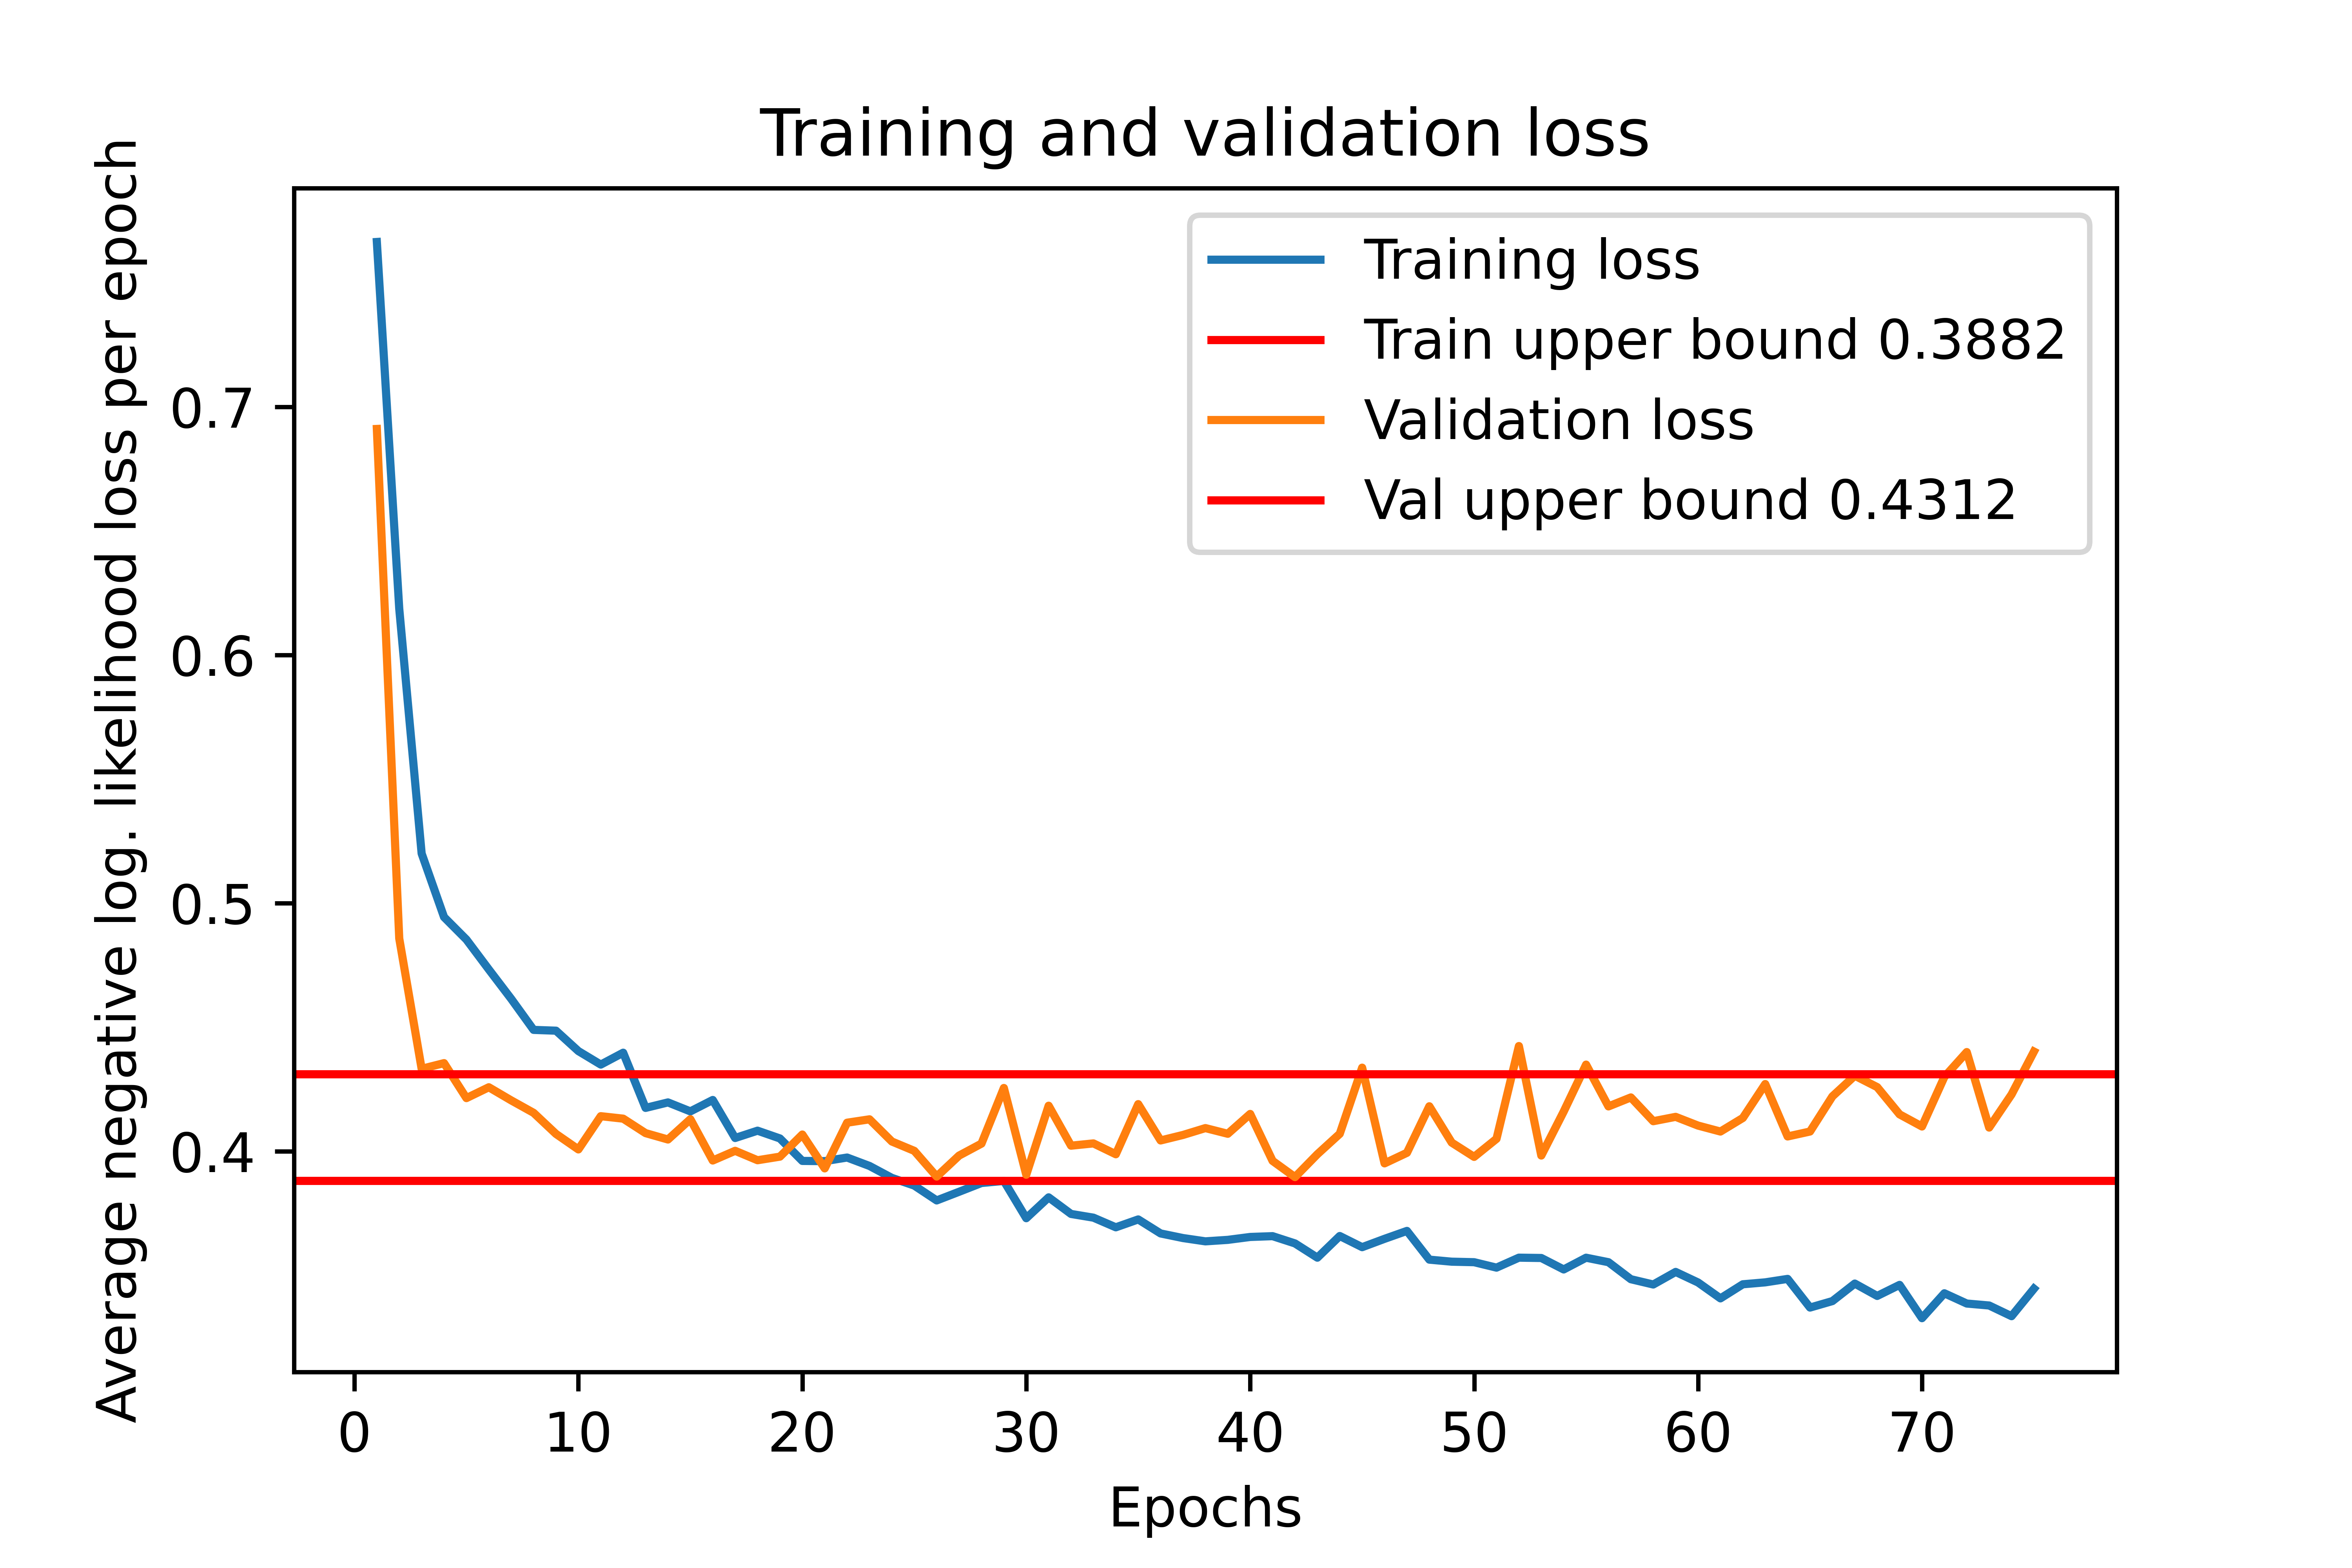 Training and validation loss
Average negative log. likelihood loss per epoch
0.7
0.6
0.5
0.4
Training loss
Train upper bound 0.3882
Validation loss
Val upper bound 0.4312
0 10 20 30 40 50 60 70
Epochs